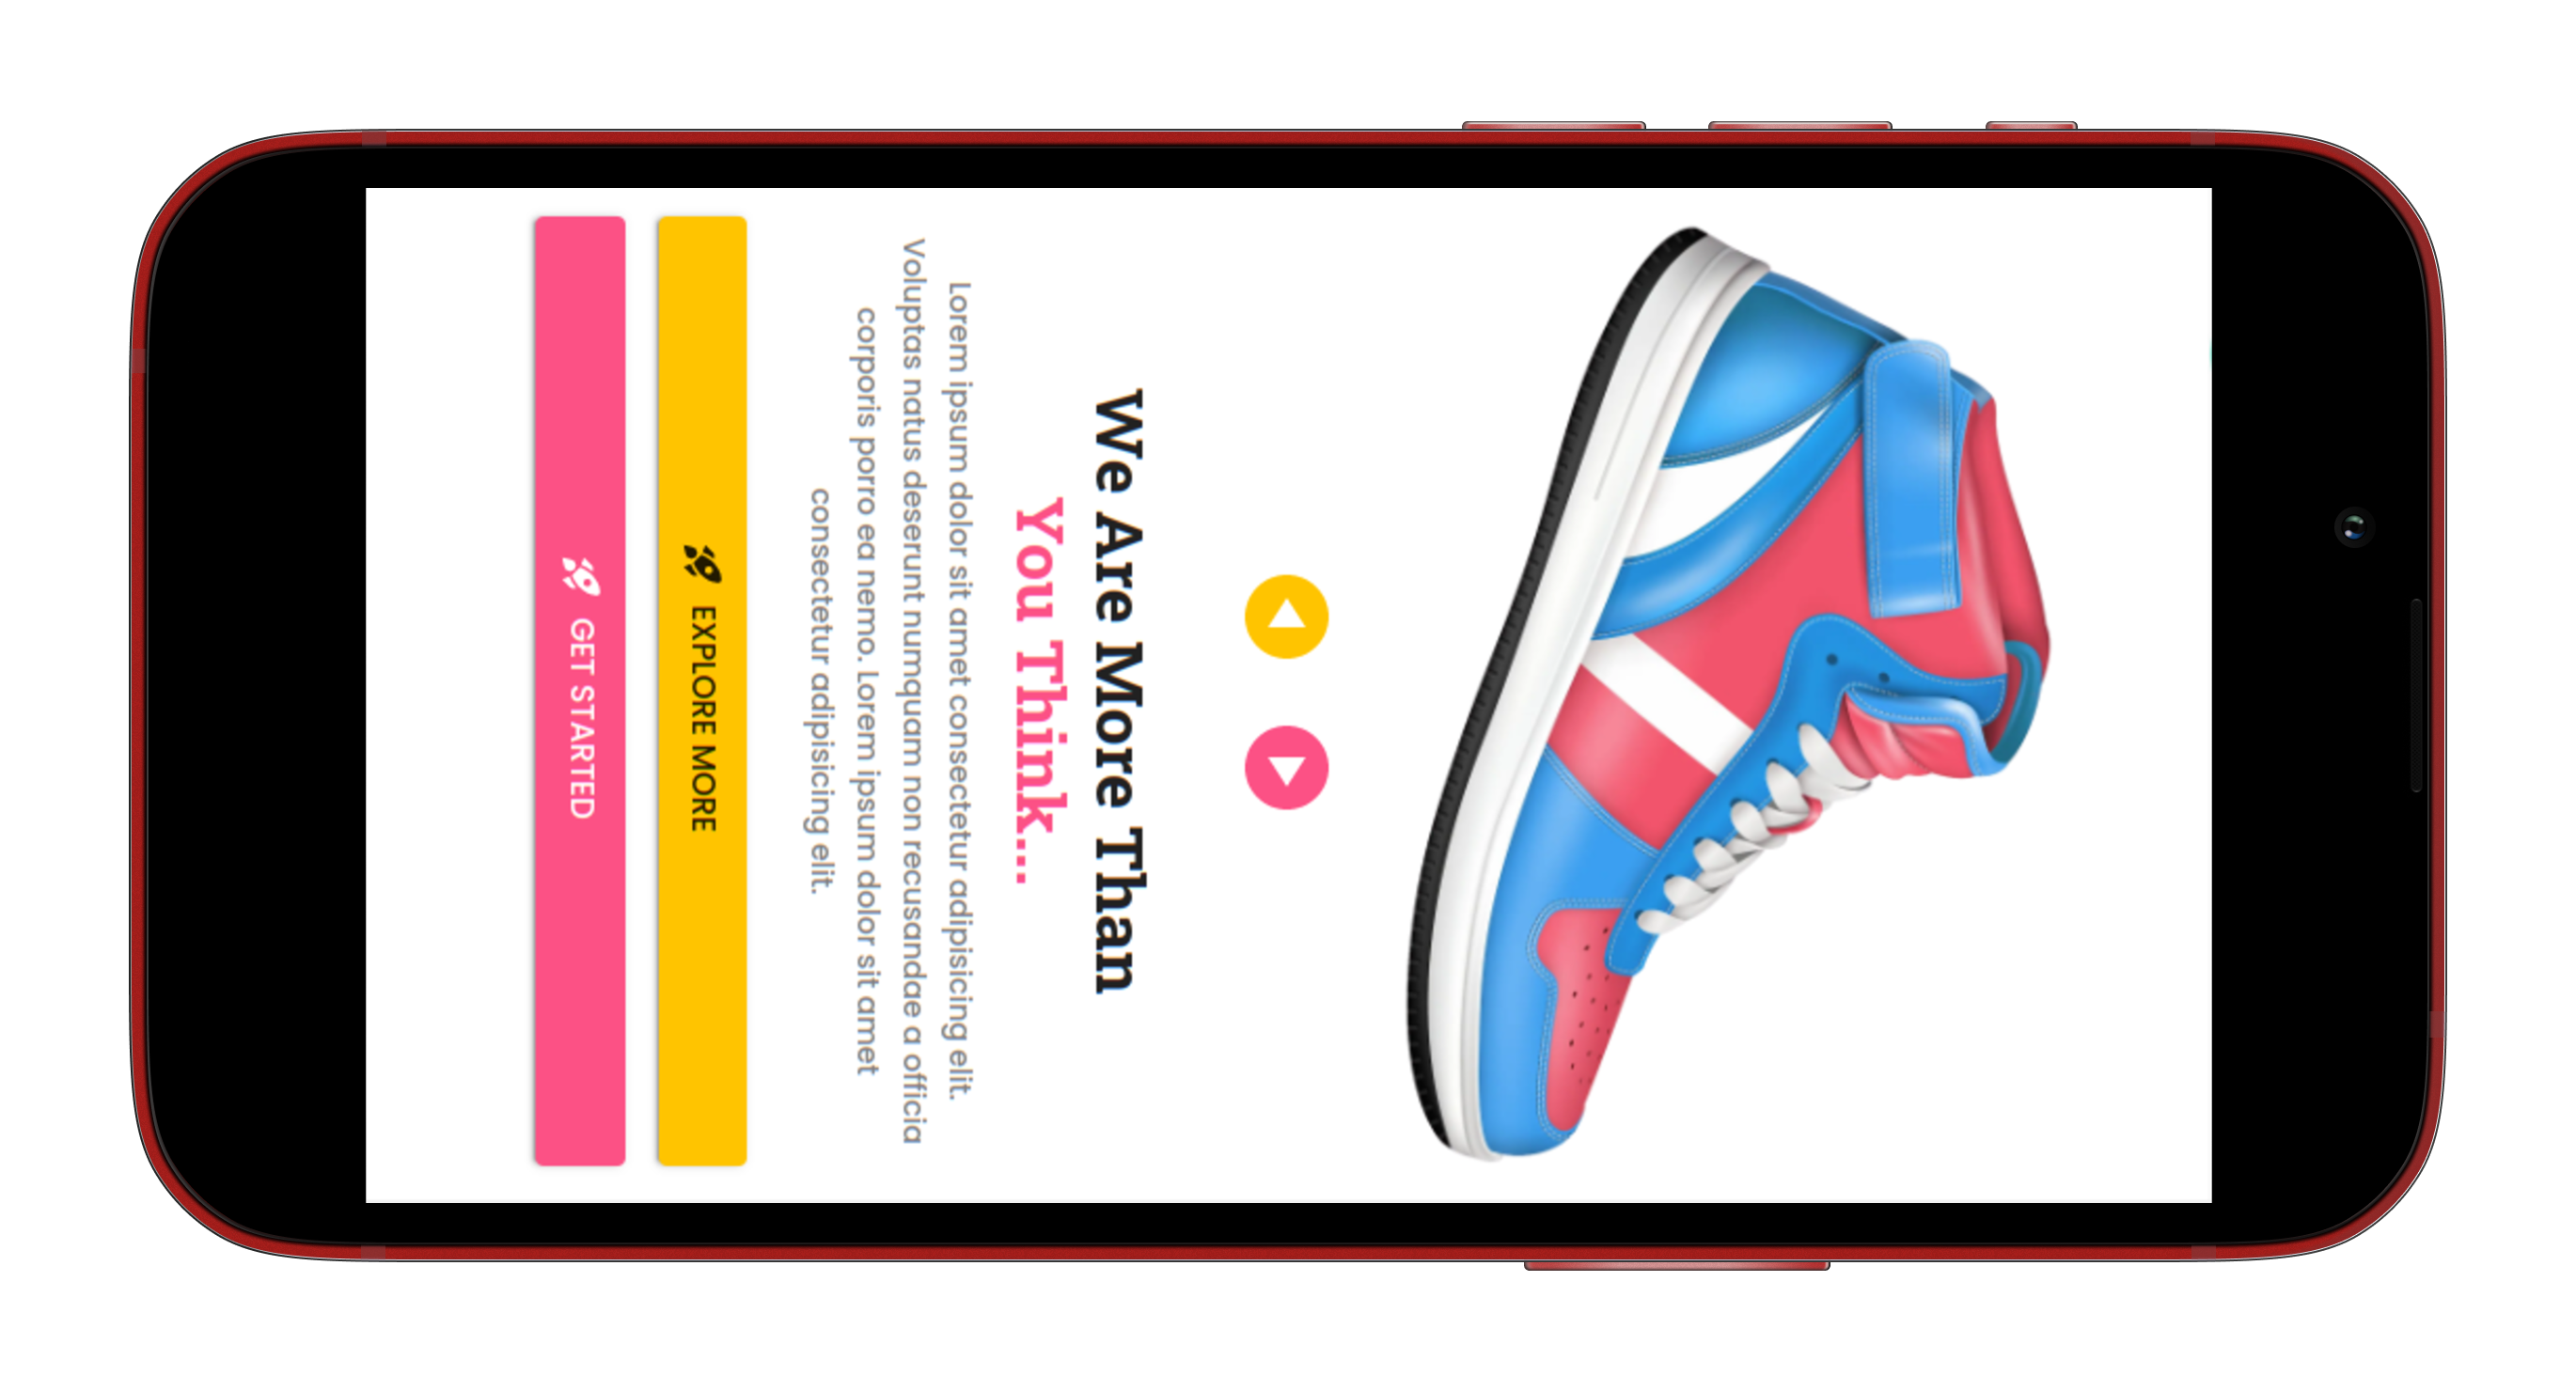 We Are More Than
You Think...
Lorem ipsum dolor sit amet consectetur adipisicing elit.
Voluptas natus deserunt numquam non recusandae a officia
corporis porro ea nemo. Lorem ipsum dolor sit amet
consectetur adipisicing elit.
EXPLORE MORE
GET STARTED